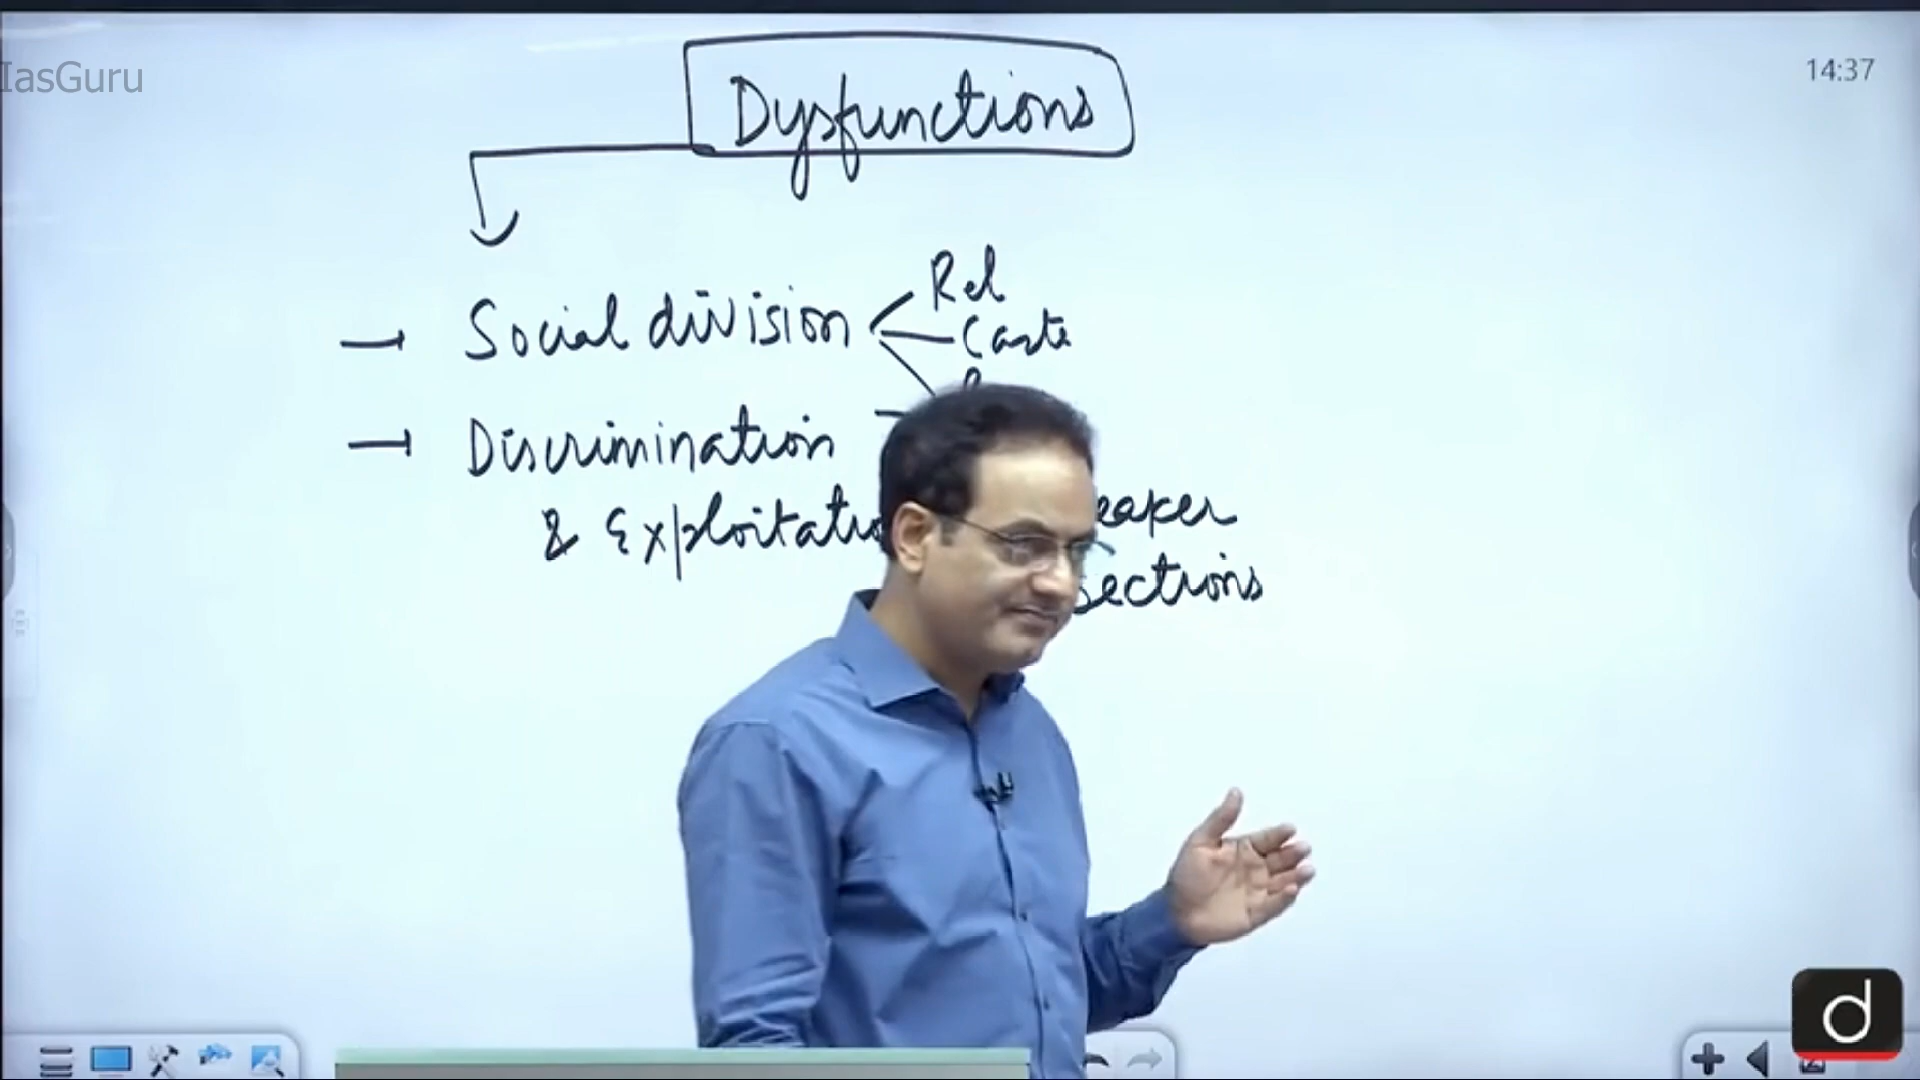 IasGuru
14:37
Dysfunctions
Social division
Rel
Caste
Discrimination
& Exploitatio
eaker
sections
d